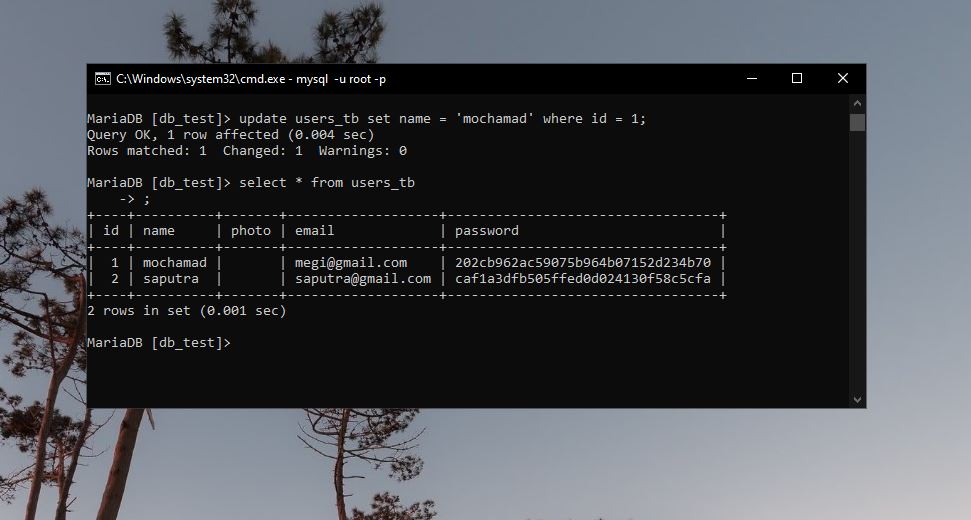 C:\Windows\system32\cmd.exe - mysql  -u root -p
MariaDB [db_test]> update users_tb set name = 'mochamad' where id = 1;
Query OK, 1 row affected (0.004 sec)
Rows matched: 1  Changed: 1  Warnings: 0
MariaDB [db_test]> select * from users_tb
    -> ;
+----+----------+-------+-------------------+----------------------------------+
| id | name     | photo | email             | password                         |
+----+----------+-------+-------------------+----------------------------------+
|  1 | mochamad |       | megi@gmail.com    | 202cb962ac59075b964b07152d234b70 |
|  2 | saputra  |       | saputra@gmail.com | caf1a3dfb505ffed0d024130f58c5cfa |
+----+----------+-------+-------------------+----------------------------------+
2 rows in set (0.001 sec)
MariaDB [db_test]>